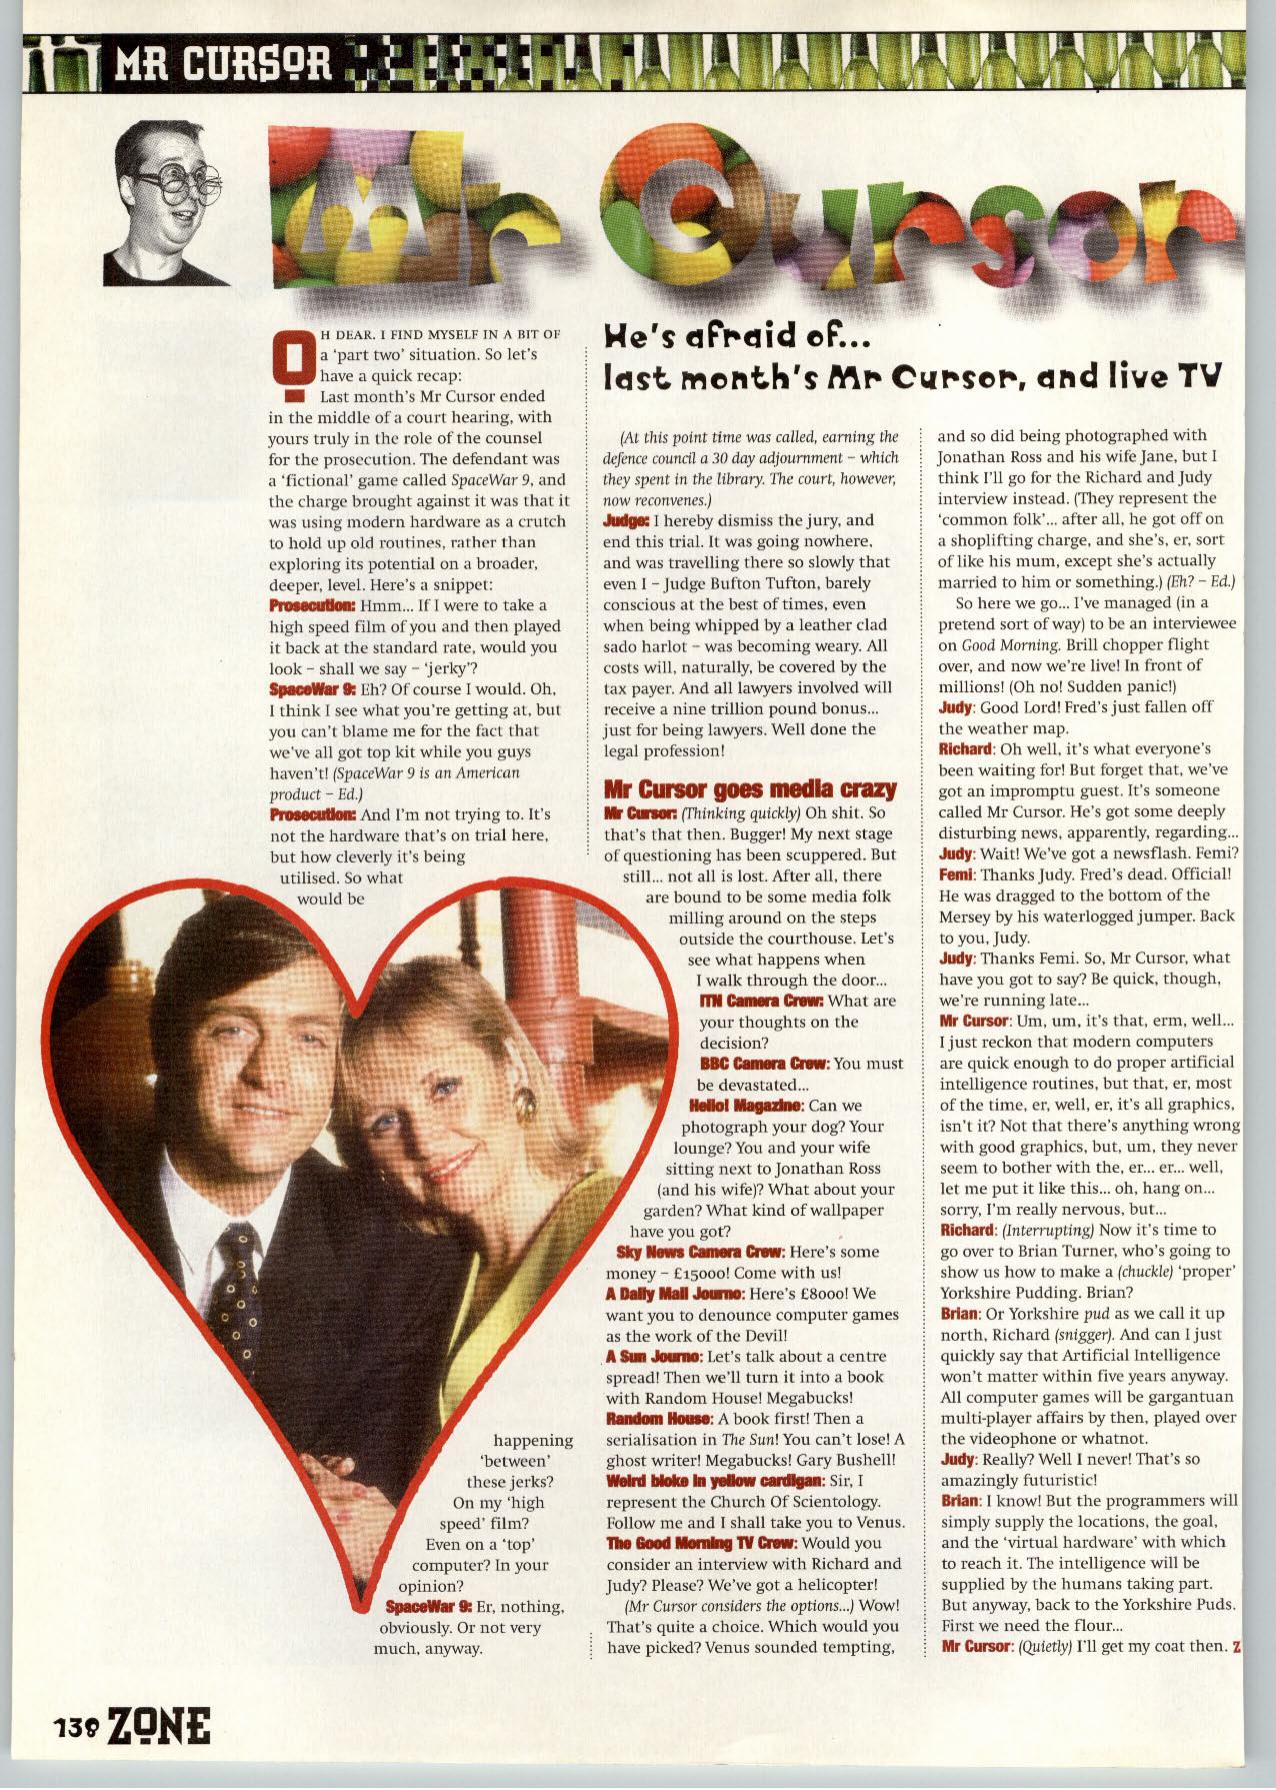 MR CURSOR
Mr Cursor
He's afraid of...
last month's Mr Cursor, and live TV
OH DEAR. I FIND MYSELF IN A BIT OF
a 'part two' situation. So let's
have a quick recap:
Last month's Mr Cursor ended
in the middle of a court hearing, with
yours truly in the role of the counsel
for the prosecution. The defendant was
a 'fictional' game called SpaceWar 9, and
the charge brought against it was that it
was using modern hardware as a crutch
to hold up old routines, rather than
exploring its potential on a broader,
deeper, level. Here's a snippet:
Prosecution: Hmm... If I were to take a
high speed film of you and then played
it back at the standard rate, would you
look – shall we say – 'jerky'?
SpaceWar 9: Eh? Of course I would. Oh,
I think I see what you're getting at, but
you can't blame me for the fact that
we've all got top kit while you guys
haven't! (SpaceWar 9 is an American
product – Ed.)
Prosecution: And I'm not trying to. It's
not the hardware that's on trial here,
but how cleverly it's being
utilised. So what
would be
happening
'between'
these jerks?
On my 'high
speed' film?
Even on a 'top'
computer? In your
opinion?
SpaceWar 9: Er, nothing,
obviously. Or not very
much, anyway.
(At this point time was called, earning the
defence council a 30 day adjournment – which
they spent in the library. The court, however,
now reconvenes.)
Judge: I hereby dismiss the jury, and
end this trial. It was going nowhere,
and was travelling there so slowly that
even I – Judge Bufton Tufton, barely
conscious at the best of times, even
when being whipped by a leather clad
sado harlot – was becoming weary. All
costs will, naturally, be covered by the
tax payer. And all lawyers involved will
receive a nine trillion pound bonus...
just for being lawyers. Well done the
legal profession!
Mr Cursor goes media crazy
Mr Cursor: (Thinking quickly) Oh shit. So
that's that then. Bugger! My next stage
of questioning has been scuppered. But
still... not all is lost. After all, there
are bound to be some media folk
milling around on the steps
outside the courthouse. Let's
see what happens when
I walk through the door...
ITN Camera Crew: What are
your thoughts on the
decision?
BBC Camera Crew: You must
be devastated...
Hello! Magazine: Can we
photograph your dog? Your
lounge? You and your wife
sitting next to Jonathan Ross
(and his wife)? What about your
garden? What kind of wallpaper
have you got?
Sky News Camera Crew: Here's some
money – £15000! Come with us!
A Daily Mail Journo: Here's £8000! We
want you to denounce computer games
as the work of the Devil!
A Sun Journo: Let's talk about a centre
spread! Then we'll turn it into a book
with Random House! Megabucks!
Random House: A book first! Then a
serialisation in The Sun! You can't lose! A
ghost writer! Megabucks! Gary Bushell!
Weird bloke in yellow cardigan: Sir, I
represent the Church Of Scientology.
Follow me and I shall take you to Venus.
The Good Morning TV Crew: Would you
consider an interview with Richard and
Judy? Please? We've got a helicopter!
(Mr Cursor considers the options...) Wow!
That's quite a choice. Which would you
have picked? Venus sounded tempting,
and so did being photographed with
Jonathan Ross and his wife Jane, but I
think I'll go for the Richard and Judy
interview instead. (They represent the
'common folk'... after all, he got off on
a shoplifting charge, and she's, er, sort
of like his mum, except she's actually
married to him or something.) (Eh? – Ed.)
So here we go... I've managed (in a
pretend sort of way) to be an interviewee
on Good Morning. Brill chopper flight
over, and now we're live! In front of
millions! (Oh no! Sudden panic!)
Judy: Good Lord! Fred's just fallen off
the weather map.
Richard: Oh well, it's what everyone's
been waiting for! But forget that, we've
got an impromptu guest. It's someone
called Mr Cursor. He's got some deeply
disturbing news, apparently, regarding...
Judy: Wait! We've got a newsflash. Femi?
Femi: Thanks Judy. Fred's dead. Official!
He was dragged to the bottom of the
Mersey by his waterlogged jumper. Back
to you, Judy.
Judy: Thanks Femi. So, Mr Cursor, what
have you got to say? Be quick, though,
we're running late...
Mr Cursor: Um, um, it's that, erm, well...
I just reckon that modern computers
are quick enough to do proper artificial
intelligence routines, but that, er, most
of the time, er, well, er, it's all graphics,
isn't it? Not that there's anything wrong
with good graphics, but, um, they never
seem to bother with the, er... er... well,
let me put it like this... oh, hang on...
sorry, I'm really nervous, but...
Richard: (Interrupting) Now it's time to
go over to Brian Turner, who's going to
show us how to make a (chuckle) 'proper'
Yorkshire Pudding. Brian?
Brian: Or Yorkshire pud as we call it up
north, Richard (snigger). And can I just
quickly say that Artificial Intelligence
won't matter within five years anyway.
All computer games will be gargantuan
multi-player affairs by then, played over
the videophone or whatnot.
Judy: Really? Well I never! That's so
amazingly futuristic!
Brian: I know! But the programmers will
simply supply the locations, the goal,
and the 'virtual hardware' with which
to reach it. The intelligence will be
supplied by the humans taking part.
But anyway, back to the Yorkshire Puds.
First we need the flour...
Mr Cursor: (Quietly) I'll get my coat then. Z
138 ZONE